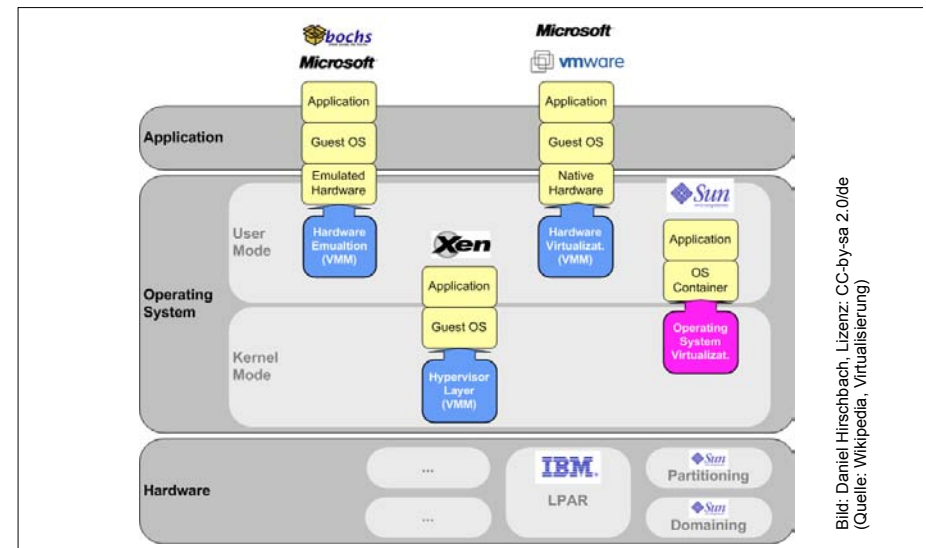 bochs
Microsoft
Microsoft
vmware
Application
Application
Application
Guest OS
Guest OS
Emulated
Hardware
Native
Hardware
Operating
System
User
Mode
Hardware
Emualtion
(VMM)
Xen
Application
Guest OS
Hypervisor
Layer
(VMM)
Hardware
Virtualizat.
(VMM)
Sun
Application
OS
Container
Operating
System
Virtualizat.
Kernel
Mode
Hardware
...
...
IBM.
LPAR
Sun
Partitioning
Sun
Domaining
Bild: Daniel Hirschbach, Lizenz: CC-by-sa 2.0/de
(Quelle: Wikipedia, Virtualisierung)